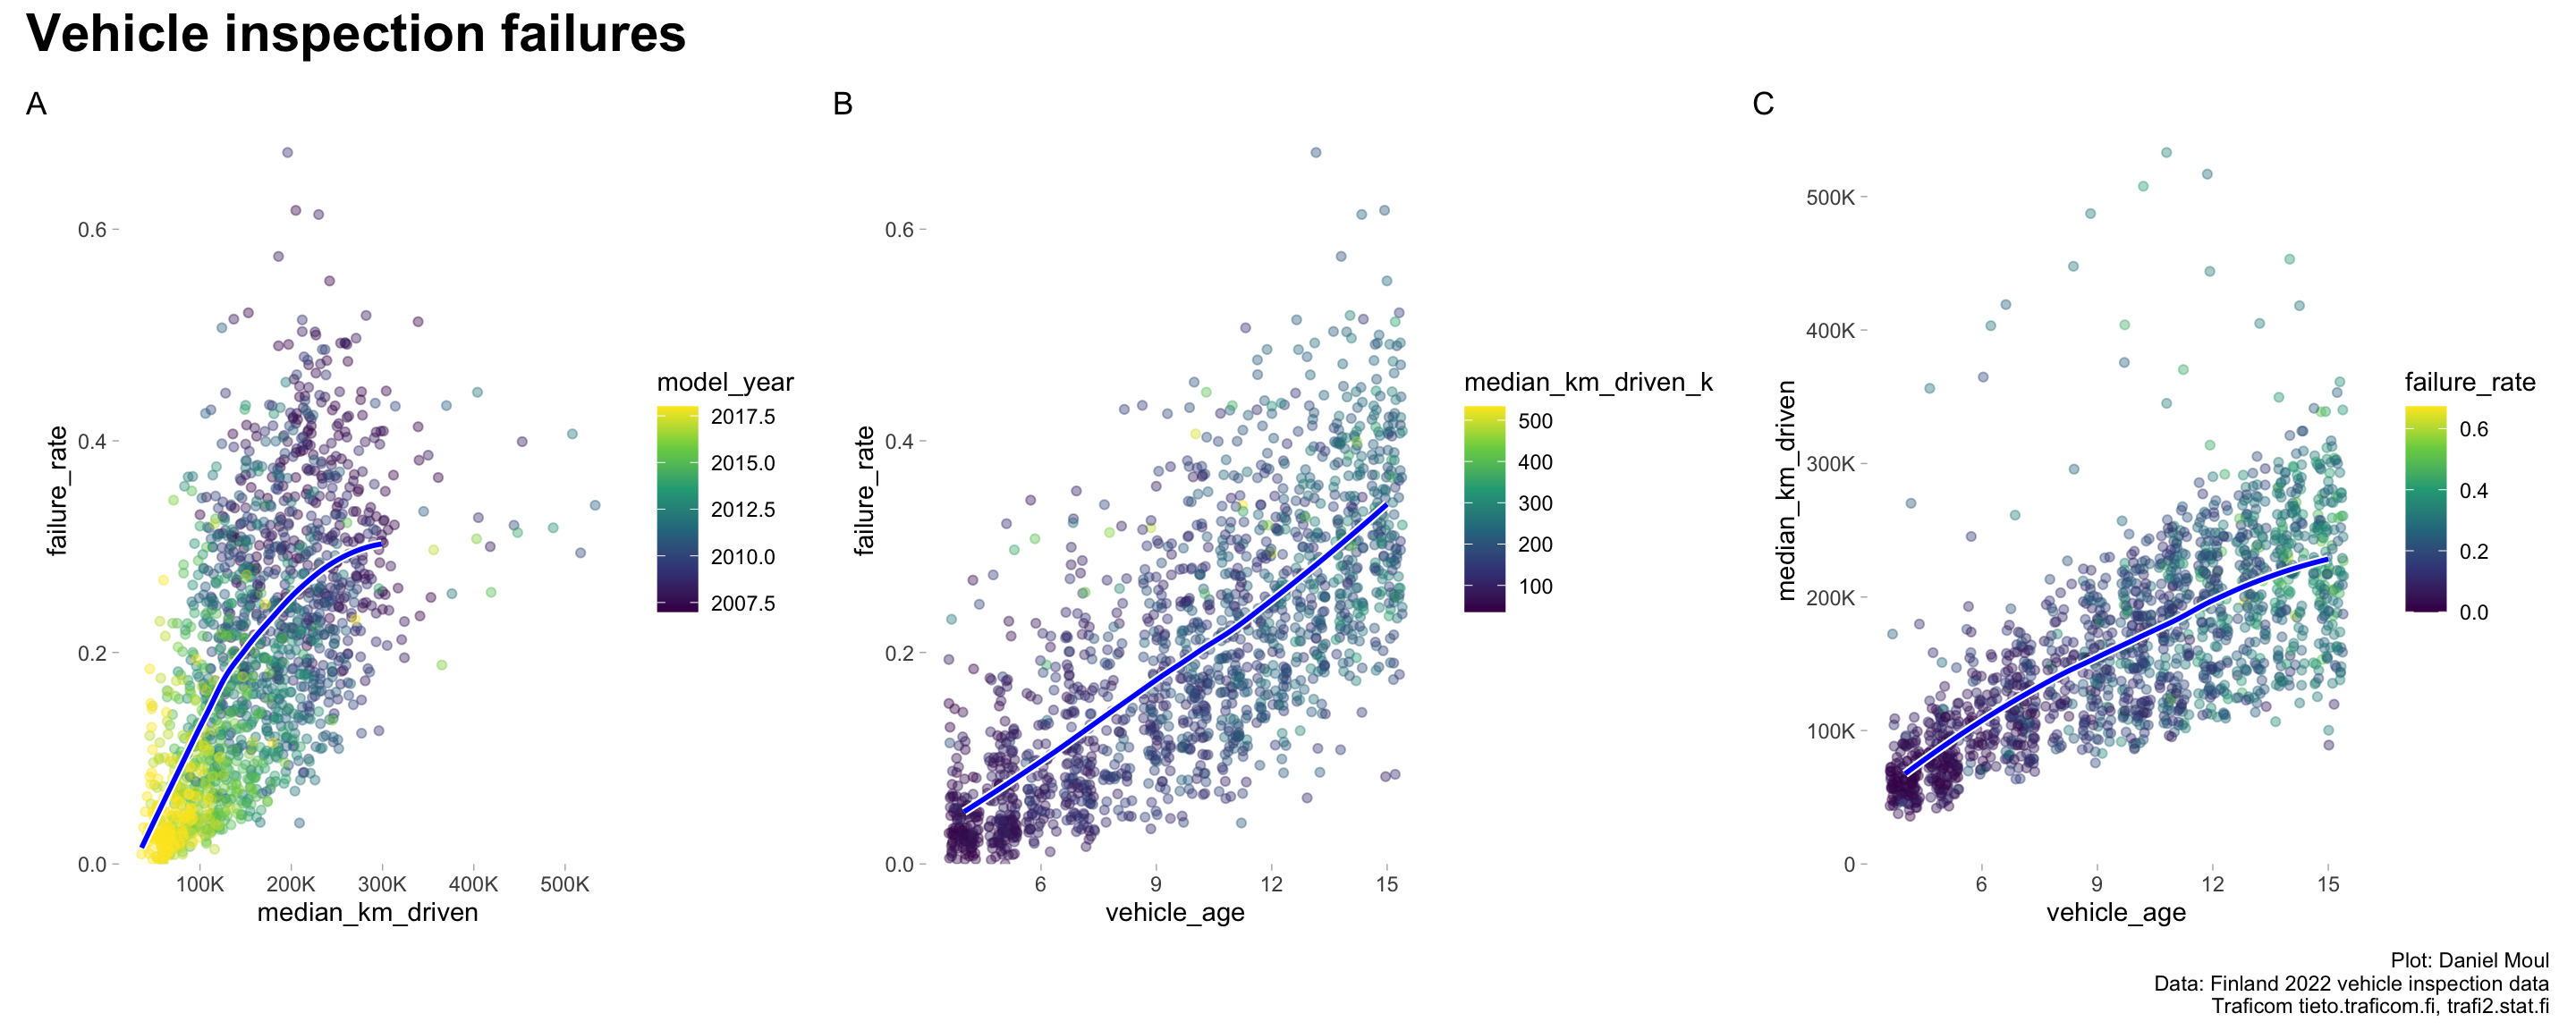 Vehicle inspection failures
A
failure_rate
0.6
0.4
0.2
0.0
100K 200K 300K 400K 500K
median_km_driven
model_year
2017.5
2015.0
2012.5
2010.0
2007.5
B
failure_rate
0.6
0.4
0.2
0.0
6 9 12 15
vehicle_age
median_km_driven_k
500
400
300
200
100
C
median_km_driven
500K
400K
300K
200K
100K
0
6 9 12 15
vehicle_age
failure_rate
0.6
0.4
0.2
0.0
Plot: Daniel Moul
Data: Finland 2022 vehicle inspection data
Traficom tieto.traficom.fi, trafi2.stat.fi